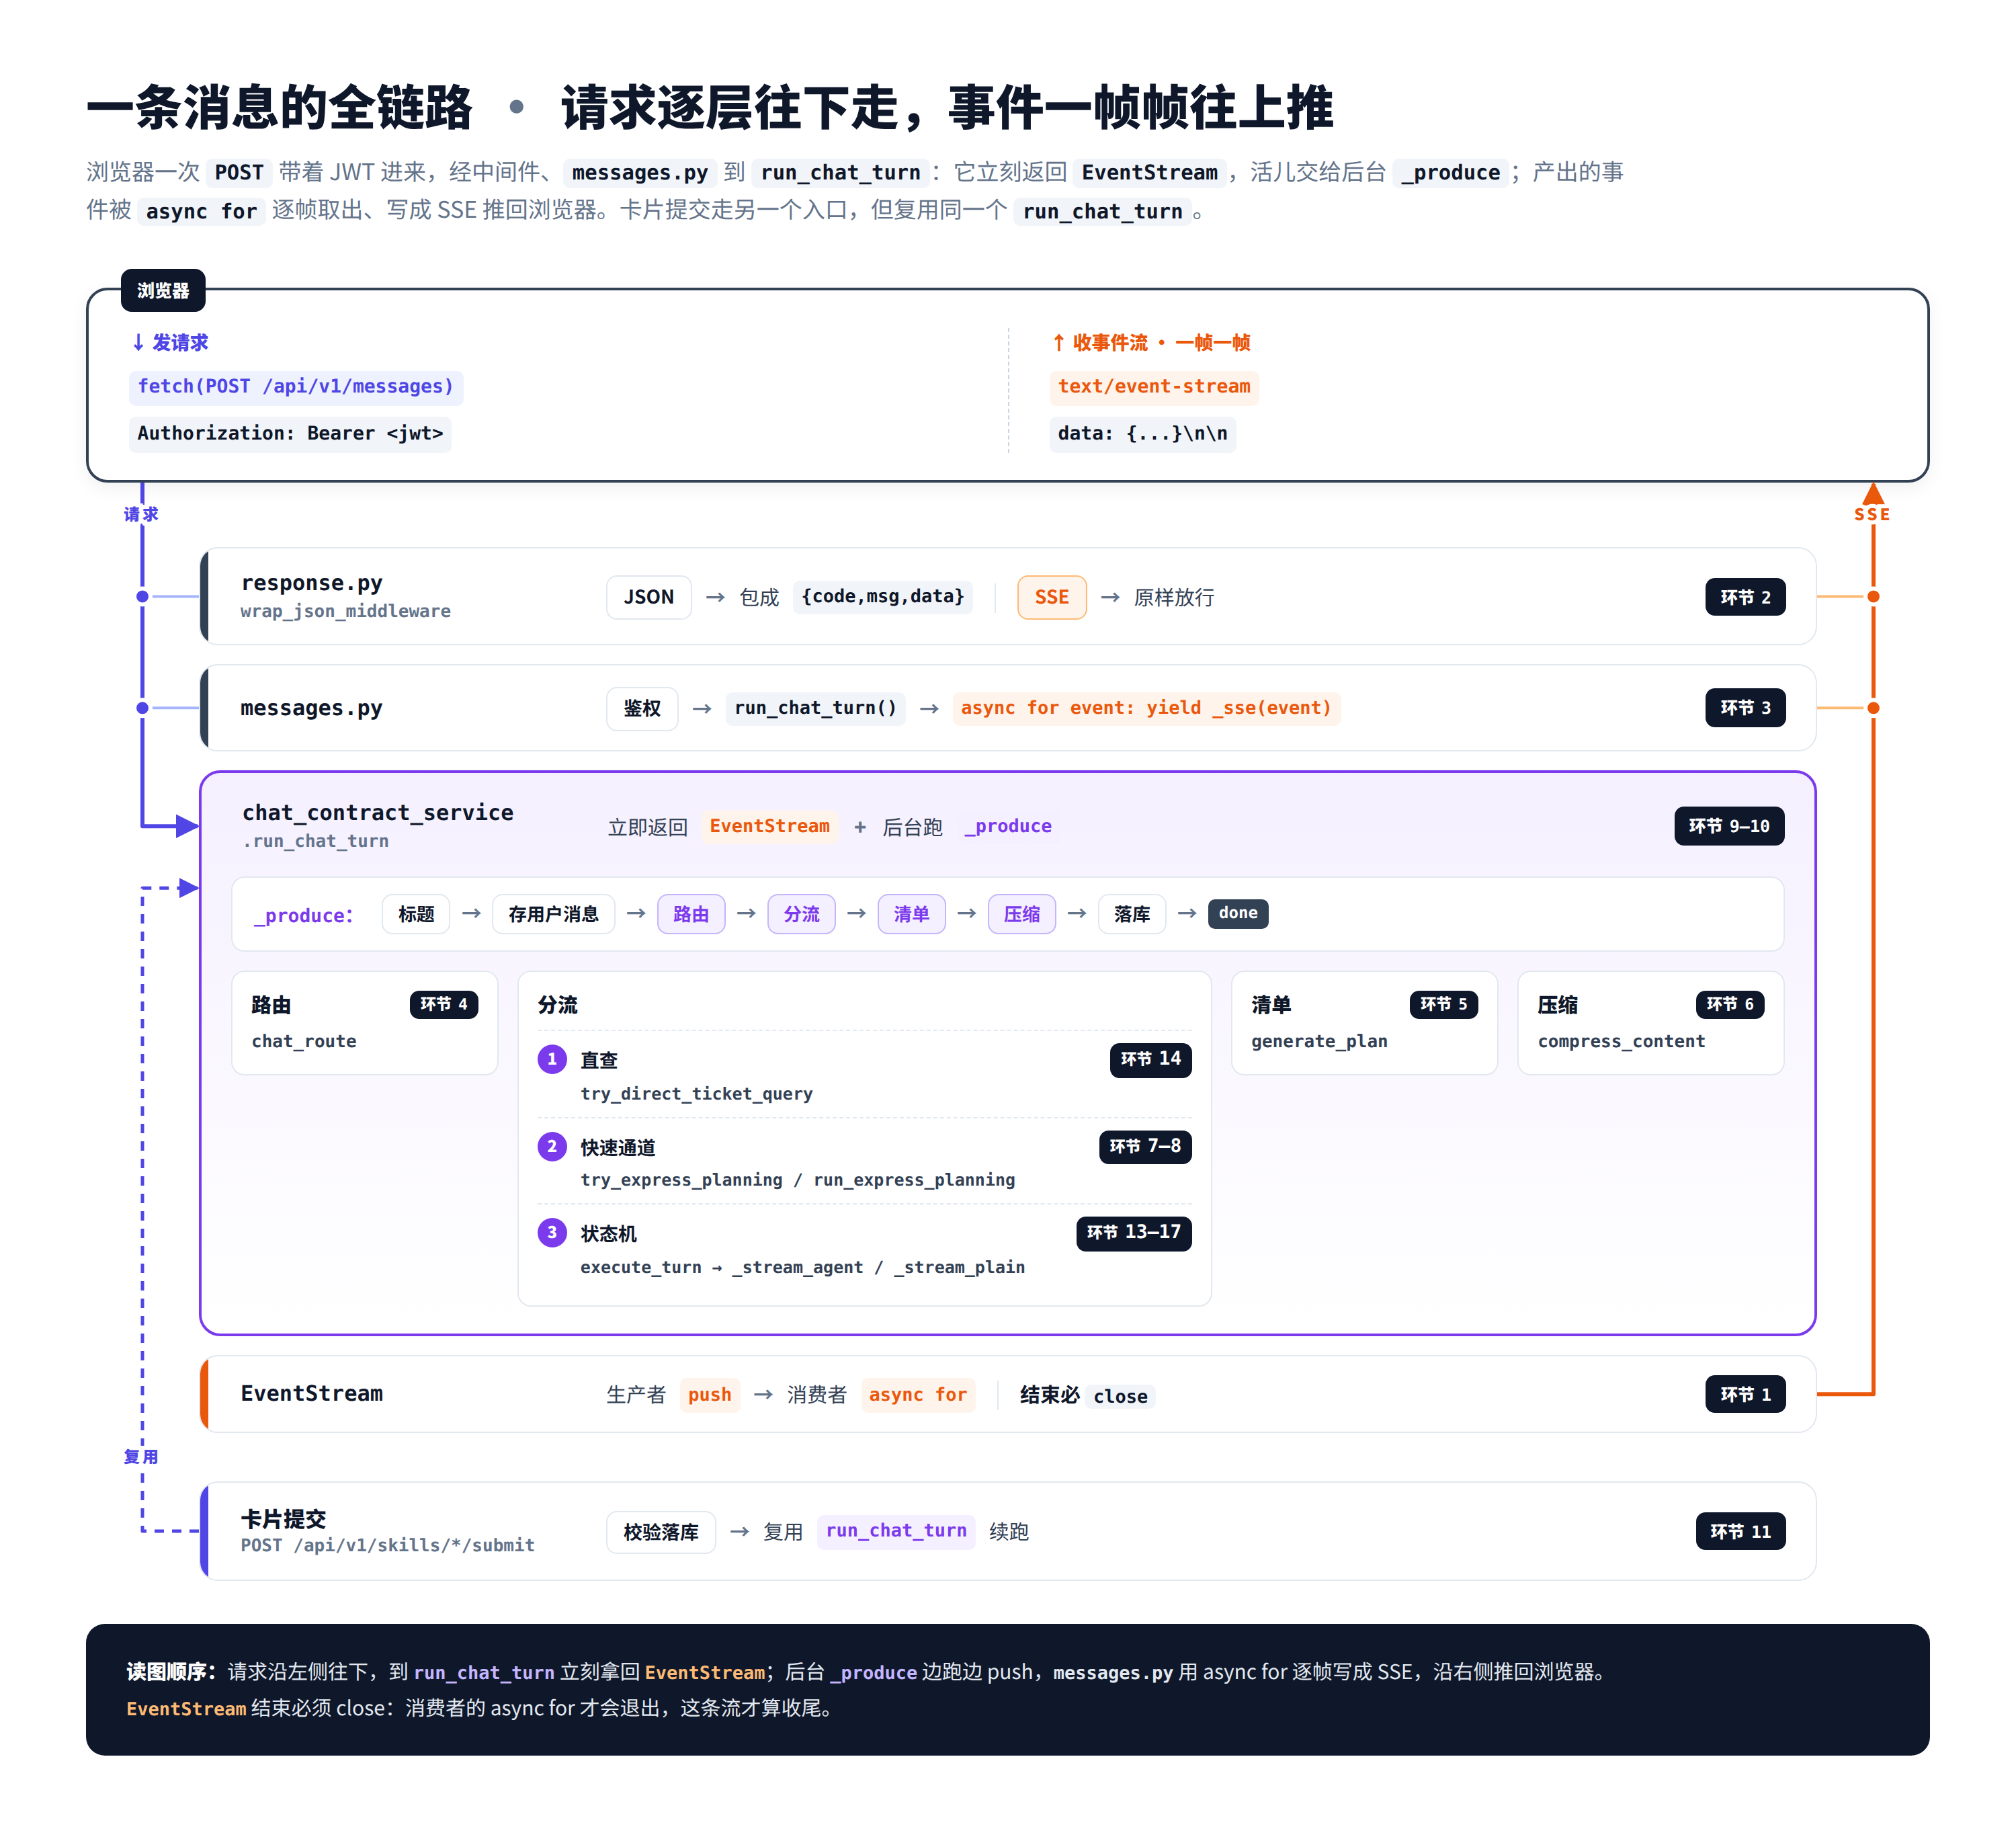 一条消息的全链路 • 请求逐层往下走，事件一帧帧往上推
浏览器一次 POST 带着 JWT 进来，经中间件、messages.py 到 run_chat_turn：它立刻返回 EventStream，活儿交给后台 _produce；产出的事
件被 async for 逐帧取出、写成 SSE 推回浏览器。卡片提交走另一个入口，但复用同一个 run_chat_turn。
浏览器
↓ 发请求
fetch(POST /api/v1/messages)
Authorization: Bearer <jwt>
↑ 收事件流 • 一帧一帧
text/event-stream
data: {...}\n\n
请求
SSE
response.py
wrap_json_middleware
JSON → 包成 {code,msg,data} | SSE → 原样放行
环节 2
messages.py
鉴权 → run_chat_turn() → async for event: yield _sse(event)
环节 3
chat_contract_service
.run_chat_turn
立即返回 EventStream + 后台跑 _produce
环节 9–10
_produce： 标题 → 存用户消息 → 路由 → 分流 → 清单 → 压缩 → 落库 → done
路由 环节 4
chat_route
分流
1 直查 环节 14
try_direct_ticket_query
2 快速通道 环节 7–8
try_express_planning / run_express_planning
3 状态机 环节 13–17
execute_turn → _stream_agent / _stream_plain
清单 环节 5
generate_plan
压缩 环节 6
compress_content
EventStream
生产者 push → 消费者 async for | 结束必 close
环节 1
复用
卡片提交
POST /api/v1/skills/*/submit
校验落库 → 复用 run_chat_turn 续跑
环节 11
读图顺序：请求沿左侧往下，到 run_chat_turn 立刻拿回 EventStream；后台 _produce 边跑边 push，messages.py 用 async for 逐帧写成 SSE，沿右侧推回浏览器。
EventStream 结束必须 close：消费者的 async for 才会退出，这条流才算收尾。